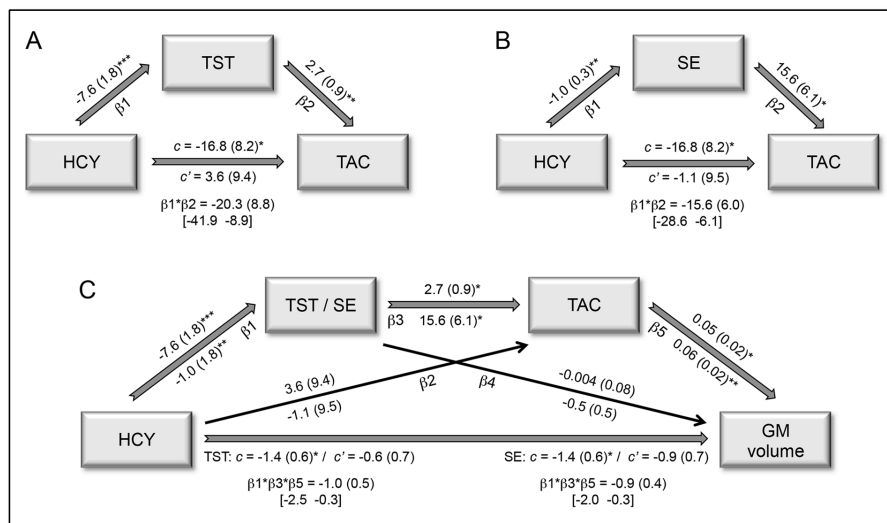 A
TST
-7.6 (1.8)***
β1
2.7 (0.9)**
β2
HCY
c = -16.8 (8.2)*
c’ = 3.6 (9.4)
TAC
β1*β2 = -20.3 (8.8)
[-41.9 -8.9]
B
SE
-1.0 (0.3)**
β1
15.6 (6.1)*
β2
HCY
c = -16.8 (8.2)*
c’ = -1.1 (9.5)
TAC
β1*β2 = -15.6 (6.0)
[-28.6 -6.1]
C
TST / SE
2.7 (0.9)*
β3
15.6 (6.1)*
TAC
-7.6 (1.8)***
β1
-1.0 (1.8)**
0.05 (0.02)*
β5
0.06 (0.02)**
3.6 (9.4)
-1.1 (9.5)
β2
β4
-0.004 (0.08)
-0.5 (0.5)
HCY
GM
volume
TST: c = -1.4 (0.6)* / c’ = -0.6 (0.7)
SE: c = -1.4 (0.6)* / c’ = -0.9 (0.7)
β1*β3*β5 = -1.0 (0.5)
[-2.5 -0.3]
β1*β3*β5 = -0.9 (0.4)
[-2.0 -0.3]